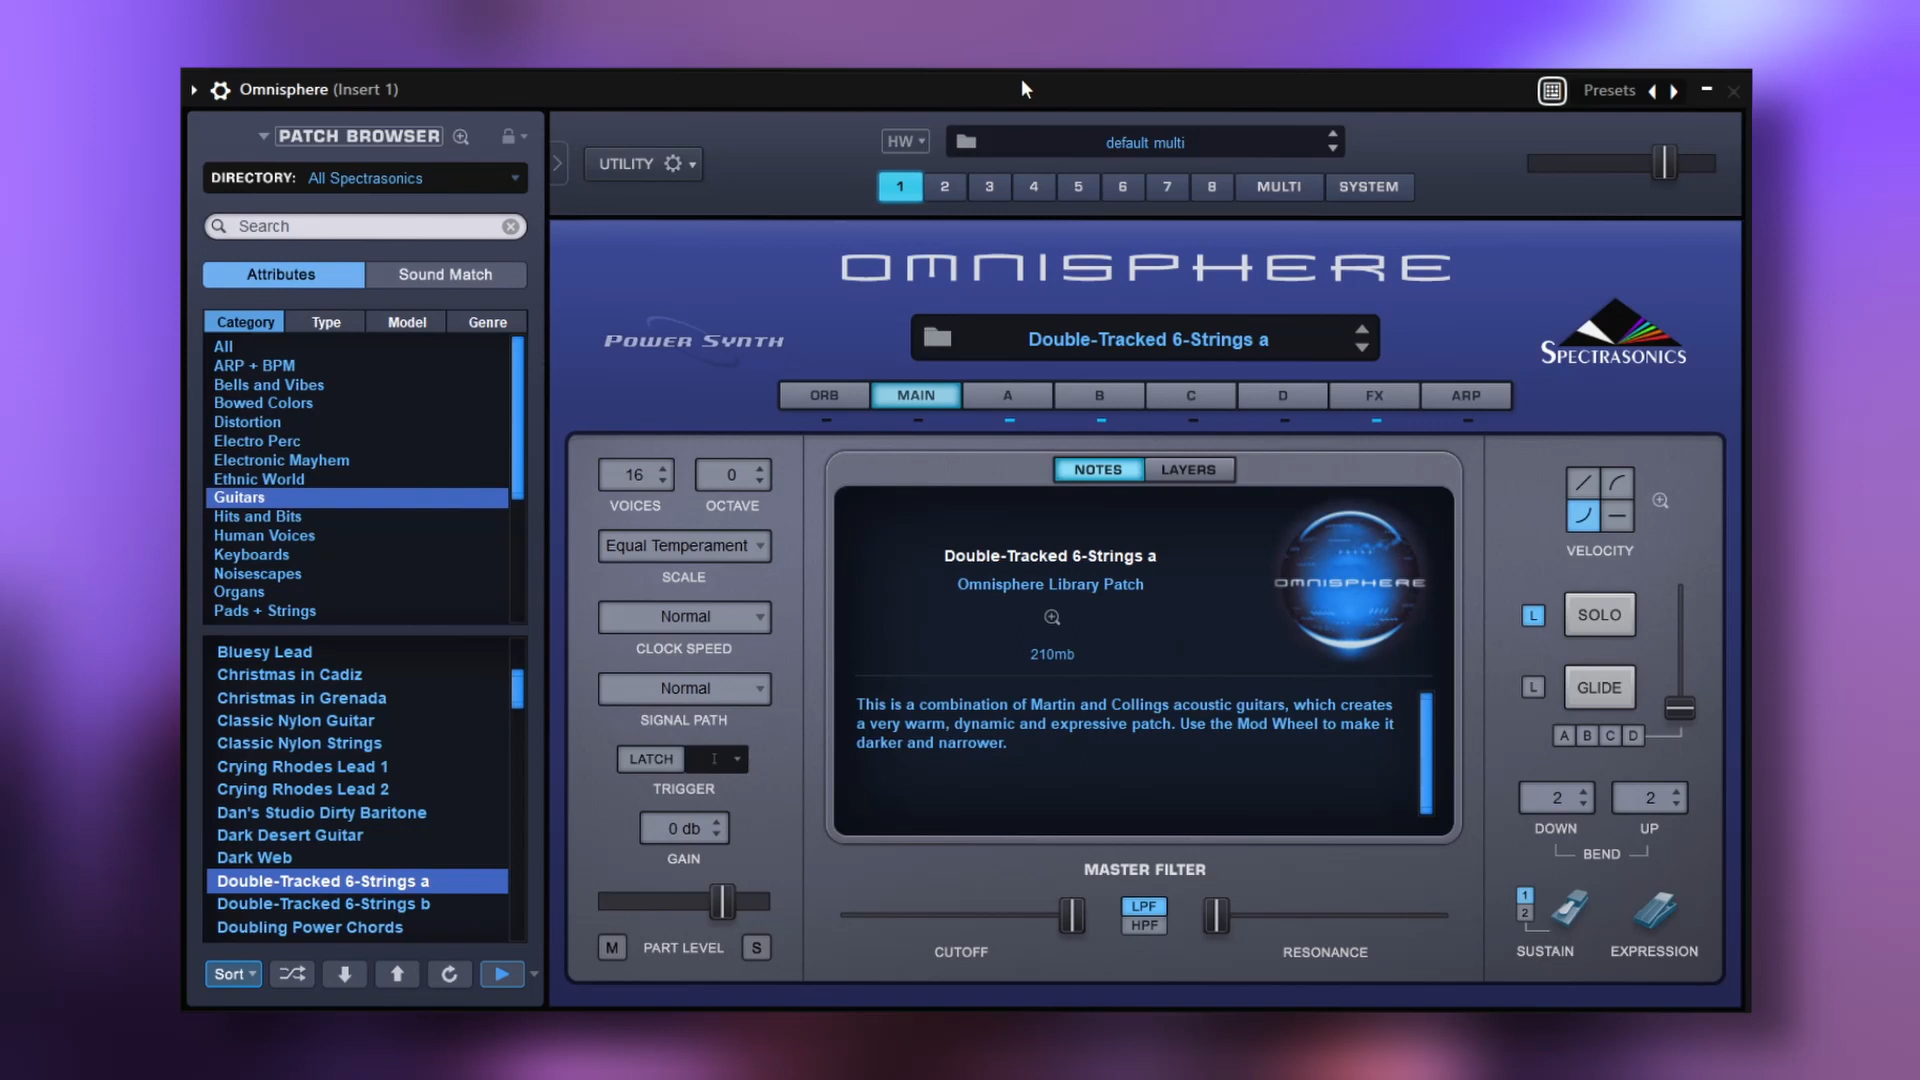 Omnisphere (Insert 1)
Presets
PATCH BROWSER
DIRECTORY: All Spectrasonics
Search
Attributes
Sound Match
Category
Type
Model
Genre
All
ARP + BPM
Bells and Vibes
Bowed Colors
Distortion
Electro Perc
Electronic Mayhem
Ethnic World
Guitars
Hits and Bits
Human Voices
Keyboards
Noisescapes
Organs
Pads + Strings
Bluesy Lead
Christmas in Cadiz
Christmas in Grenada
Classic Nylon Guitar
Classic Nylon Strings
Crying Rhodes Lead 1
Crying Rhodes Lead 2
Dan's Studio Dirty Baritone
Dark Desert Guitar
Dark Web
Double-Tracked 6-Strings a
Double-Tracked 6-Strings b
Doubling Power Chords
Sort
UTILITY
HW
default multi
1 2 3 4 5 6 7 8 MULTI SYSTEM
OMNISPHERE
POWER SYNTH
Double-Tracked 6-Strings a
SPECTRASONICS
ORB MAIN A B C D FX ARP
16
VOICES
0
OCTAVE
Equal Temperament
SCALE
Normal
CLOCK SPEED
Normal
SIGNAL PATH
LATCH
TRIGGER
0 db
GAIN
M PART LEVEL S
NOTES LAYERS
Double-Tracked 6-Strings a
Omnisphere Library Patch
210mb
OMNISPHERE
This is a combination of Martin and Collings acoustic guitars, which creates
a very warm, dynamic and expressive patch. Use the Mod Wheel to make it
darker and narrower.
MASTER FILTER
LPF
HPF
CUTOFF
RESONANCE
VELOCITY
L SOLO
L GLIDE
A B C D
2
DOWN
2
UP
BEND
1
2
SUSTAIN
EXPRESSION